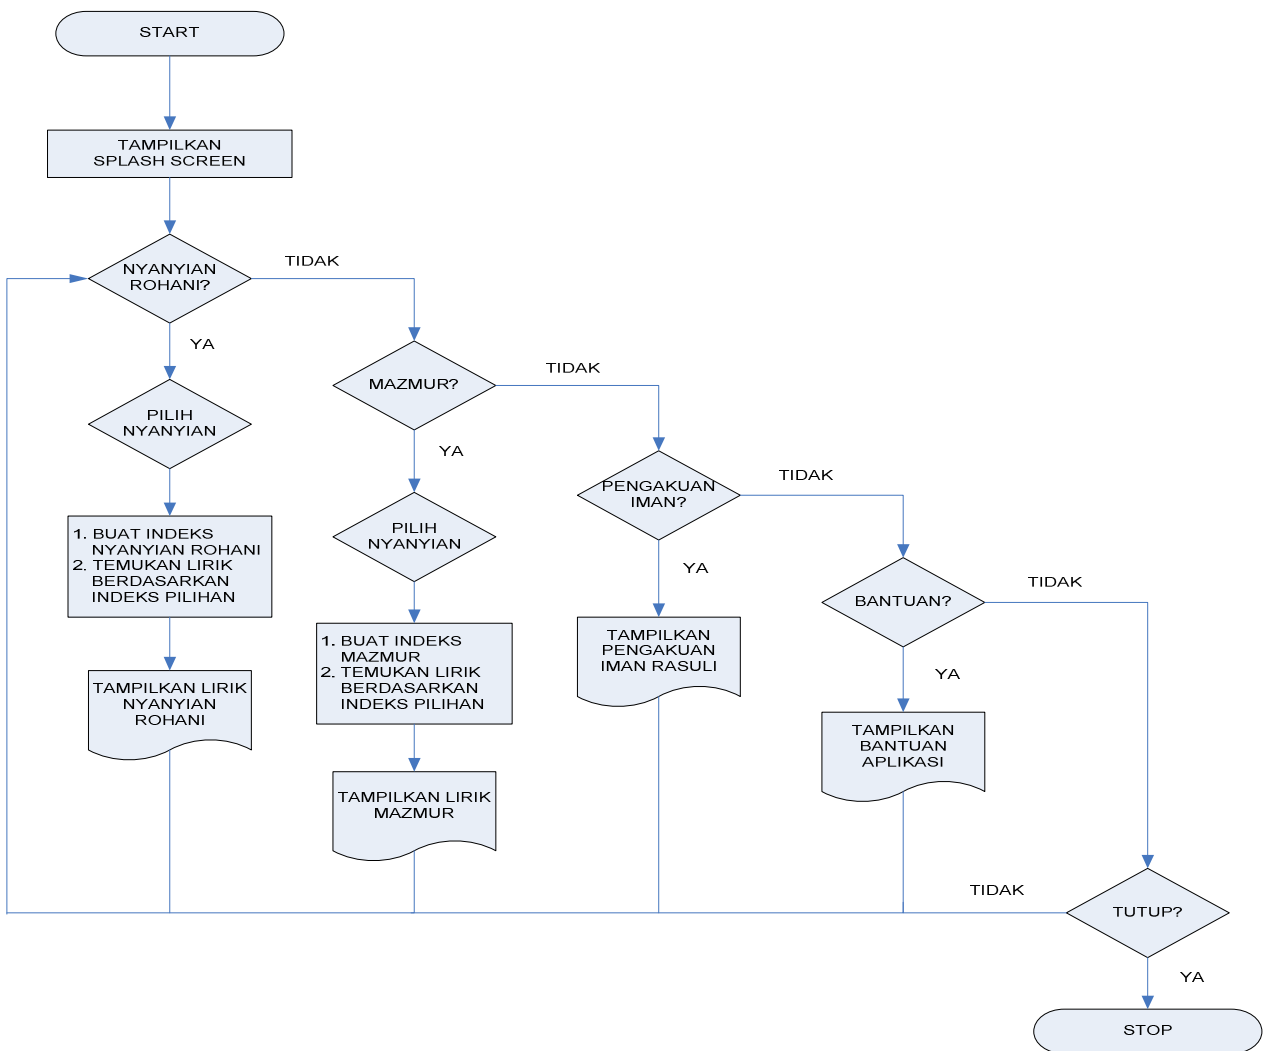 START
TAMPILKAN
SPLASH SCREEN
NYANYIAN
ROHANI?
TIDAK
YA
PILIH
NYANYIAN
1. BUAT INDEKS
NYANYIAN ROHANI
2. TEMUKAN LIRIK
BERDASARKAN
INDEKS PILIHAN
TAMPILKAN LIRIK
NYANYIAN
ROHANI
MAZMUR?
TIDAK
YA
PILIH
NYANYIAN
1. BUAT INDEKS
MAZMUR
2. TEMUKAN LIRIK
BERDASARKAN
INDEKS PILIHAN
TAMPILKAN LIRIK
MAZMUR
PENGAKUAN
IMAN?
TIDAK
YA
TAMPILKAN
PENGAKUAN
IMAN RASULI
BANTUAN?
TIDAK
YA
TAMPILKAN
BANTUAN
APLIKASI
TIDAK
TUTUP?
YA
STOP